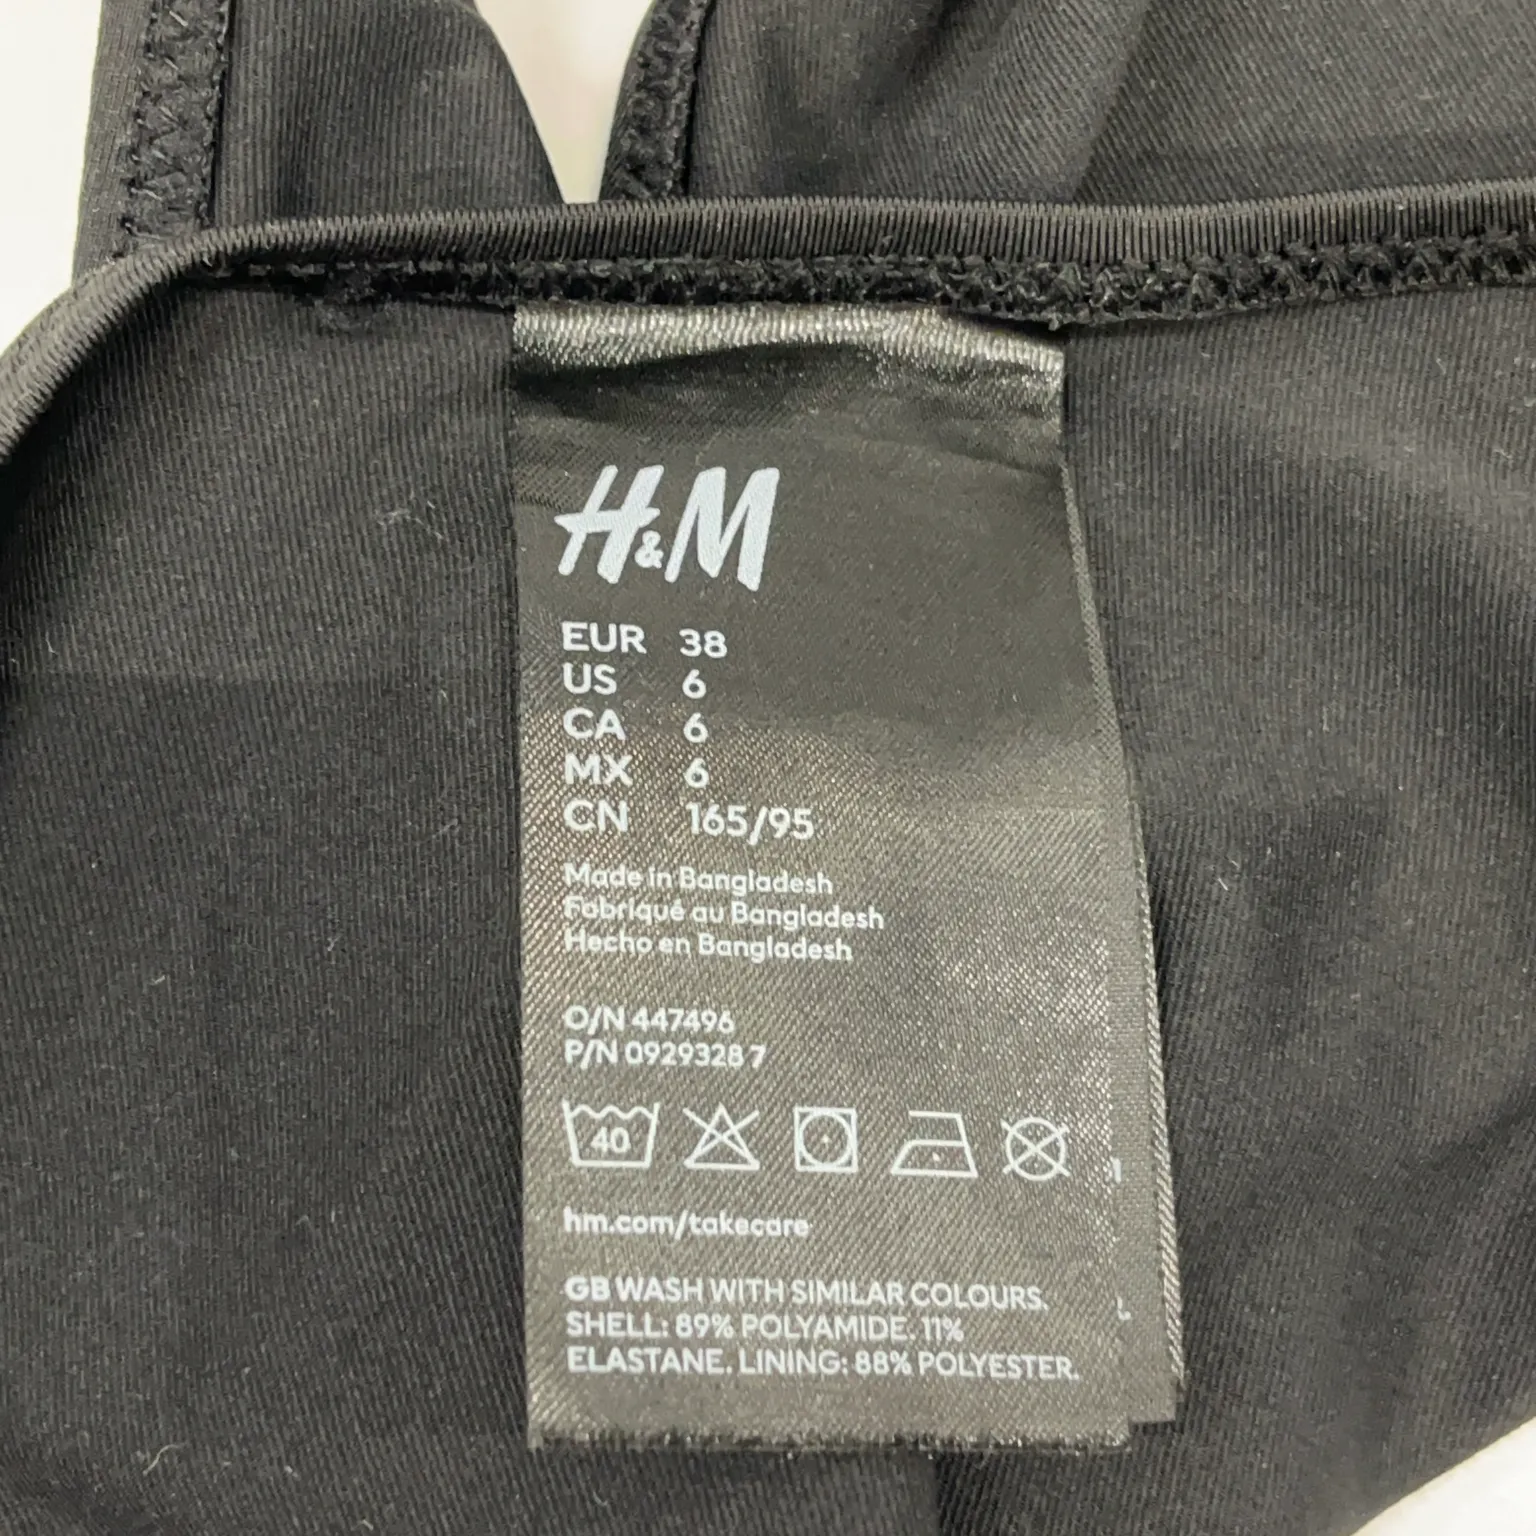 H&M
EUR 38
US 6
CA 6
MX 6
CN 165/95
Made in Bangladesh
Fabriqué au Bangladesh
Hecho en Bangladesh
O/N 447496
P/N 0929328 7
40
hm.com/takecare
GB WASH WITH SIMILAR COLOURS.
SHELL: 89% POLYAMIDE. 11%
ELASTANE. LINING: 88% POLYESTER.